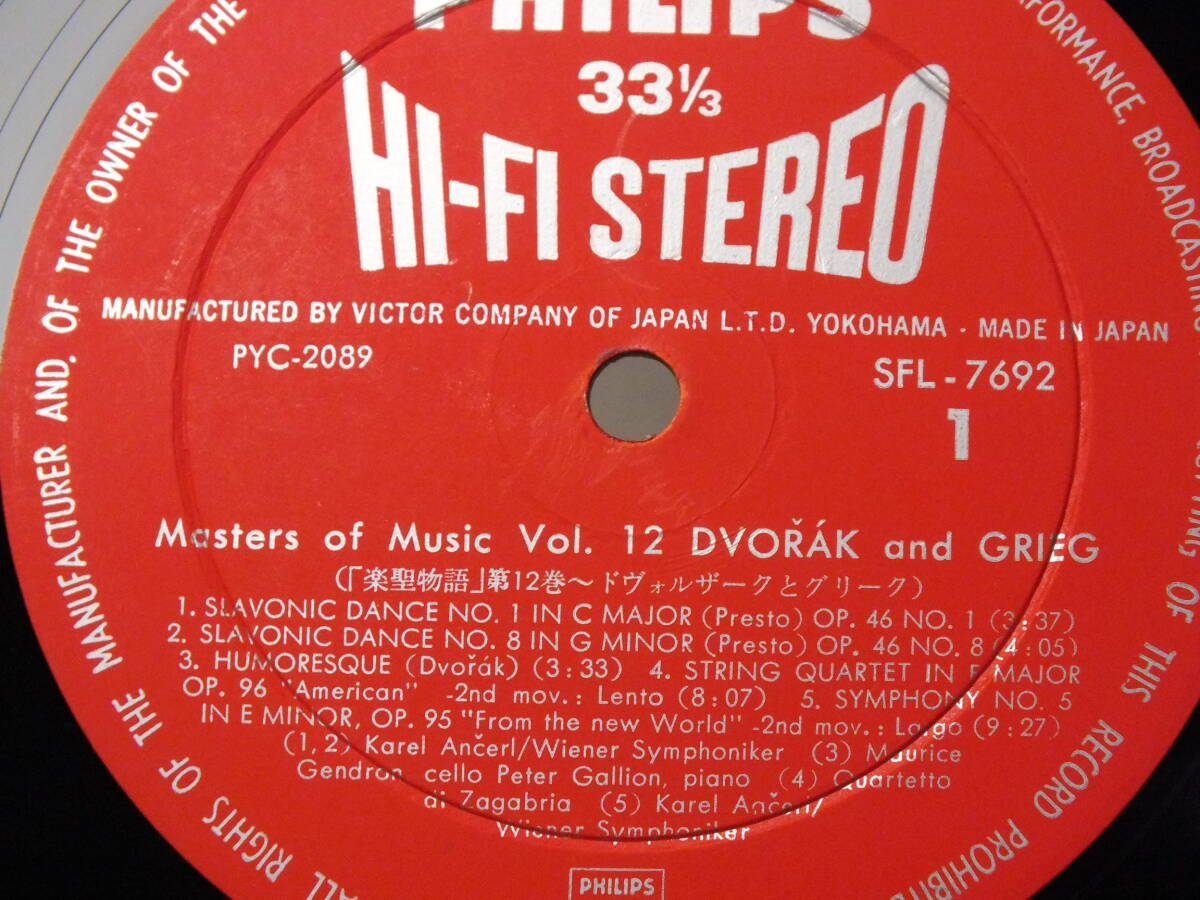 PHILIPS
33⅓
HI-FI STEREO
MANUFACTURED BY VICTOR COMPANY OF JAPAN L.T.D. YOKOHAMA - MADE IN JAPAN
PYC-2089
SFL-7692
1
Masters of Music Vol. 12 DVOŘÁK and GRIEG
(「楽聖物語」第12巻～ドヴォルザークとグリーク)
1. SLAVONIC DANCE NO. 1 IN C MAJOR (Presto) OP. 46 NO. 1 (3:37)
2. SLAVONIC DANCE NO. 8 IN G MINOR (Presto) OP. 46 NO. 8 (4:05)
3. HUMORESQUE (Dvořák) (3:33) 4. STRING QUARTET IN F MAJOR
OP. 96 "American" -2nd mov.: Lento (8:07) 5. SYMPHONY NO. 5
IN E MINOR, OP. 95 "From the new World" -2nd mov.: Largo (9:27)
(1,2) Karel Ančerl/Wiener Symphoniker (3) Maurice
Gendron, cello Peter Gallion, piano (4) Quartetto
di Zagabria (5) Karel Ančerl/
Wiener Symphoniker
PHILIPS
ALL RIGHTS OF THE MANUFACTURER AND, OF THE OWNER OF THE
FORMANCE, BROADCASTING
OF THIS RECORD PROHIBITE